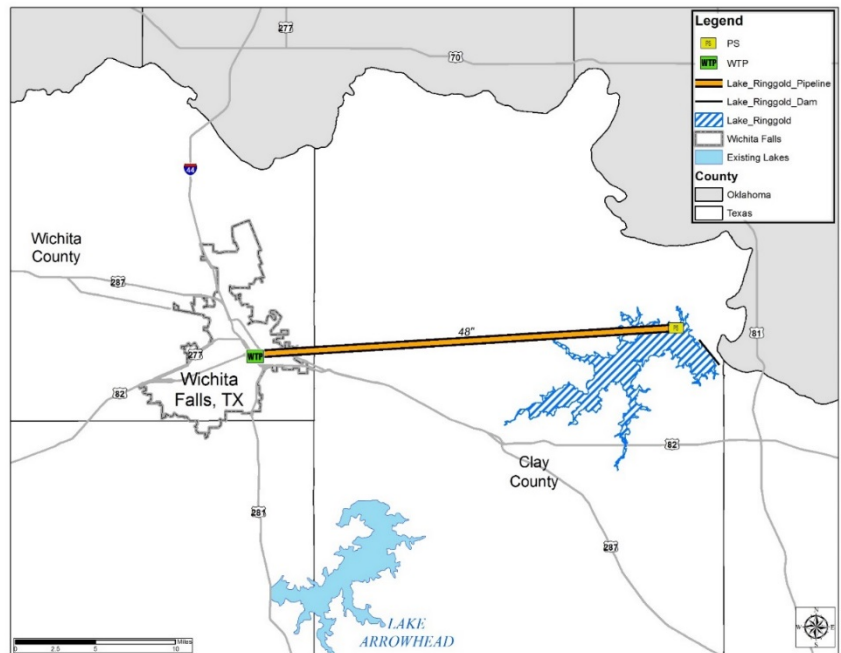 277
70
44
Legend
PS PS
WTP WTP
Lake_Ringgold_Pipeline
Lake_Ringgold_Dam
Lake_Ringgold
Wichita Falls
Existing Lakes
County
Oklahoma
Texas
Wichita
County
287
48"
PS
81
277
WTP
Wichita
Falls, TX
82
82
Clay
County
281
287
LAKE
ARROWHEAD
Miles
0 2.5 5 10
N
W E
S